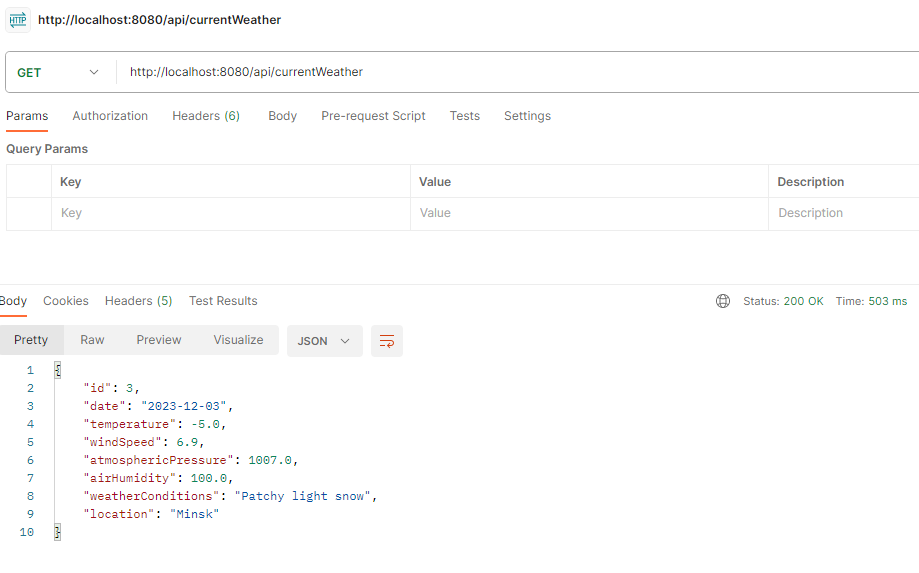 HTTP http://localhost:8080/api/currentWeather
GET http://localhost:8080/api/currentWeather
Params Authorization Headers (6) Body Pre-request Script Tests Settings
Query Params
Key Value Description
Key Value Description
Body Cookies Headers (5) Test Results Status: 200 OK Time: 503 ms
Pretty Raw Preview Visualize JSON
1 {
2 "id": 3,
3 "date": "2023-12-03",
4 "temperature": -5.0,
5 "windSpeed": 6.9,
6 "atmosphericPressure": 1007.0,
7 "airHumidity": 100.0,
8 "weatherConditions": "Patchy light snow",
9 "location": "Minsk"
10 }